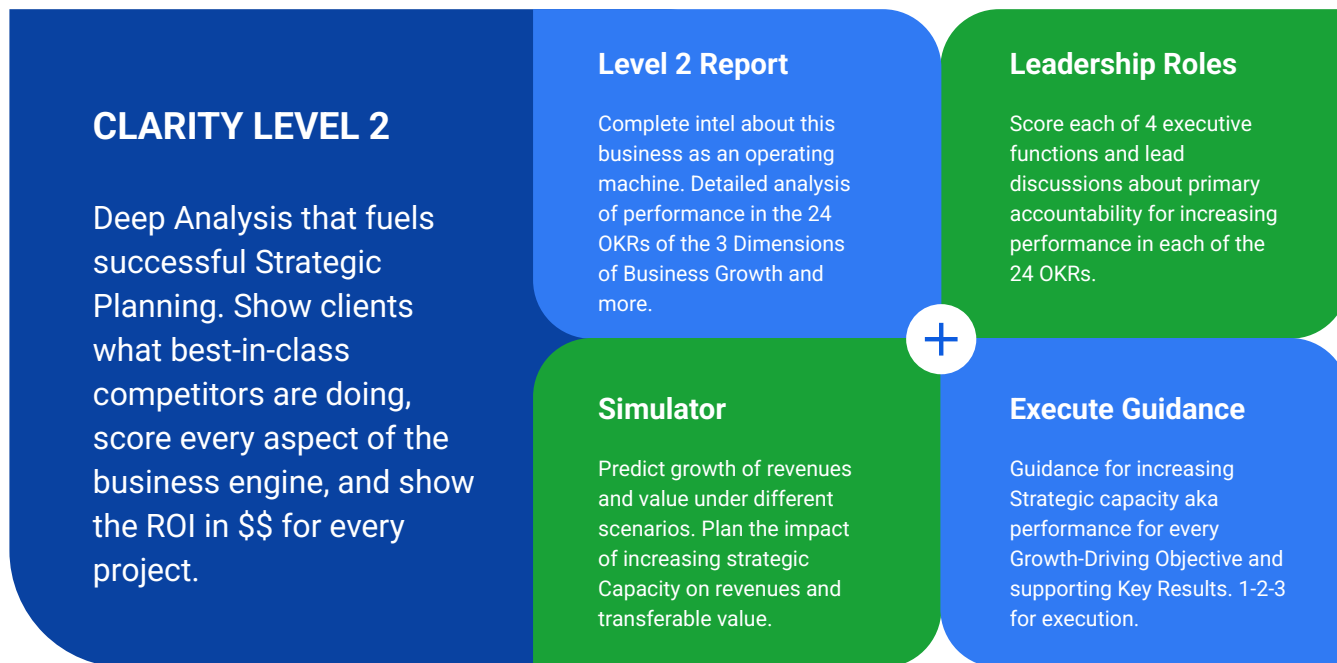 CLARITY LEVEL 2
Deep Analysis that fuels
successful Strategic
Planning. Show clients
what best-in-class
competitors are doing,
score every aspect of the
business engine, and show
the ROI in $$ for every
project.
Level 2 Report
Complete intel about this
business as an operating
machine. Detailed analysis
of performance in the 24
OKRs of the 3 Dimensions
of Business Growth and
more.
Leadership Roles
Score each of 4 executive
functions and lead
discussions about primary
accountability for increasing
performance in each of the
24 OKRs.
Simulator
Predict growth of revenues
and value under different
scenarios. Plan the impact
of increasing strategic
Capacity on revenues and
transferable value.
Execute Guidance
Guidance for increasing
Strategic capacity aka
performance for every
Growth-Driving Objective and
supporting Key Results. 1-2-3
for execution.